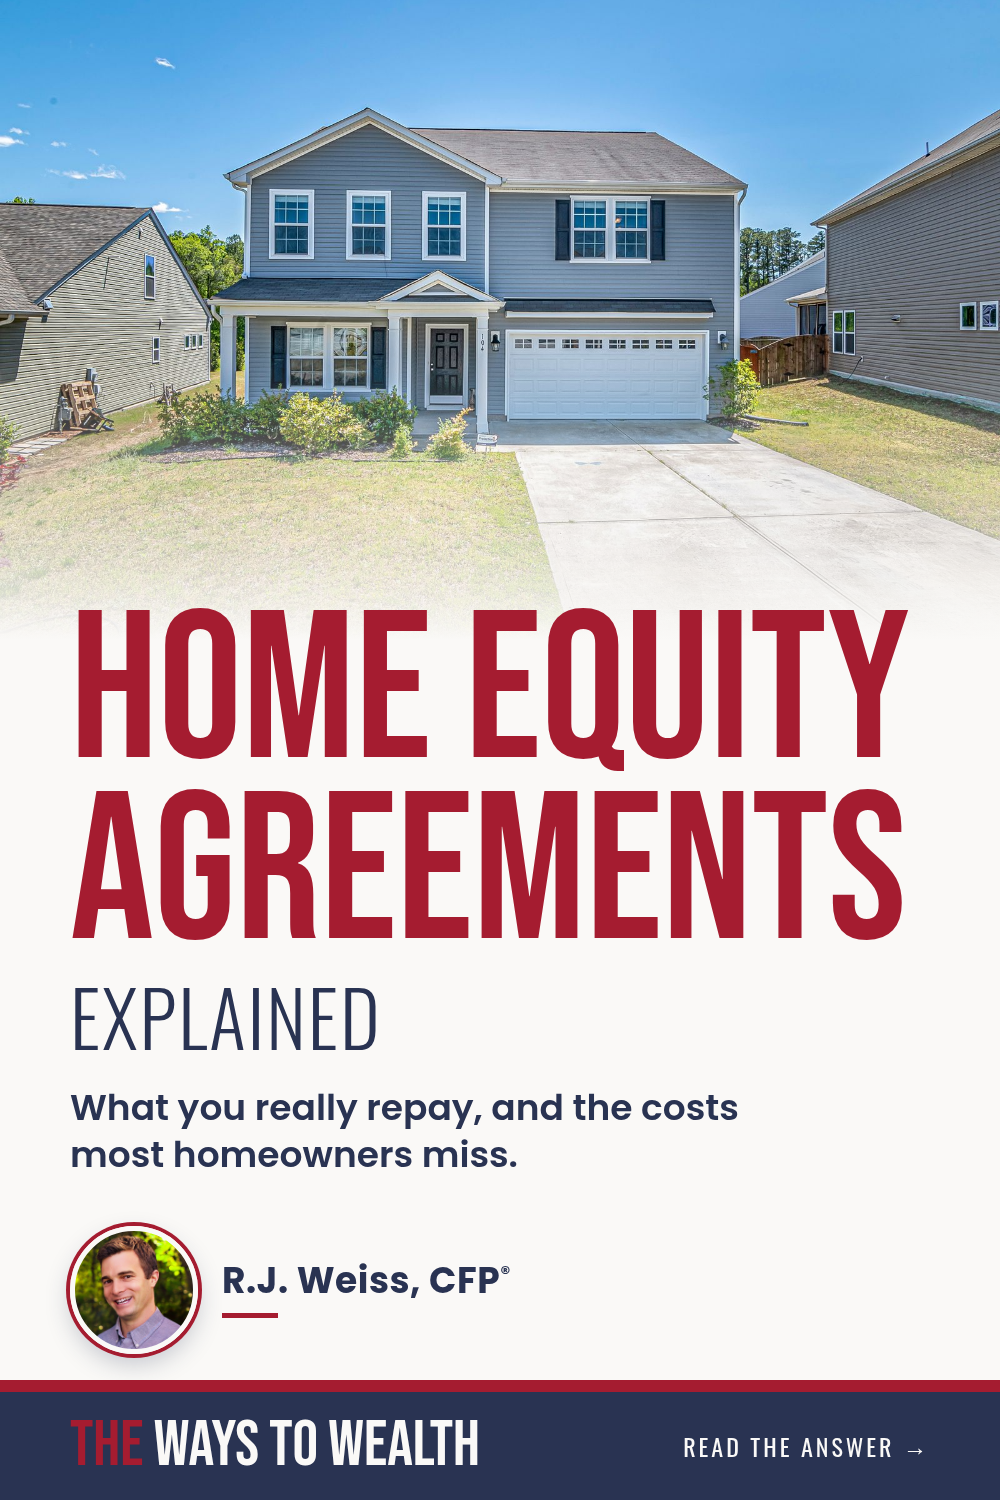 104
HOME EQUITY
AGREEMENTS
EXPLAINED
What you really repay, and the costs
most homeowners miss.
R.J. Weiss, CFP®
THE WAYS TO WEALTH
READ THE ANSWER →